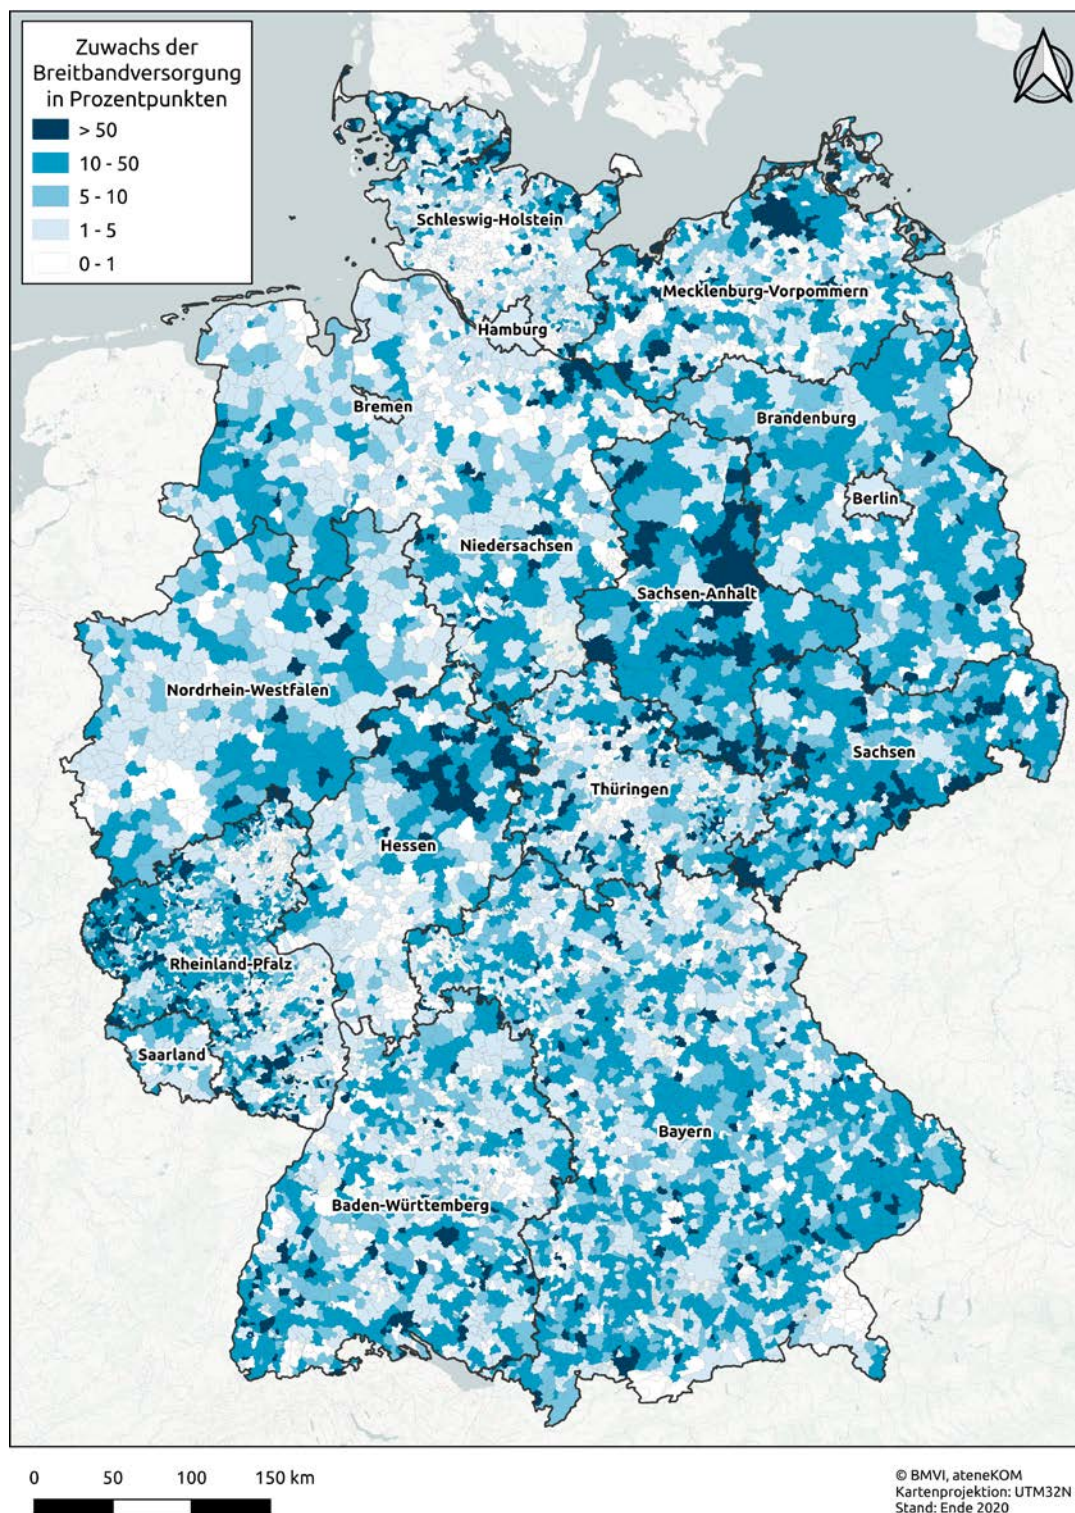 Zuwachs der
Breitbandversorgung
in Prozentpunkten
> 50
10 - 50
5 - 10
1 - 5
0 - 1
Schleswig-Holstein
Mecklenburg-Vorpommern
Hamburg
Bremen
Brandenburg
Berlin
Niedersachsen
Sachsen-Anhalt
Nordrhein-Westfalen
Sachsen
Thüringen
Hessen
Rheinland-Pfalz
Saarland
Bayern
Baden-Württemberg
0 50 100 150 km
© BMVI, ateneKOM
Kartenprojektion: UTM32N
Stand: Ende 2020